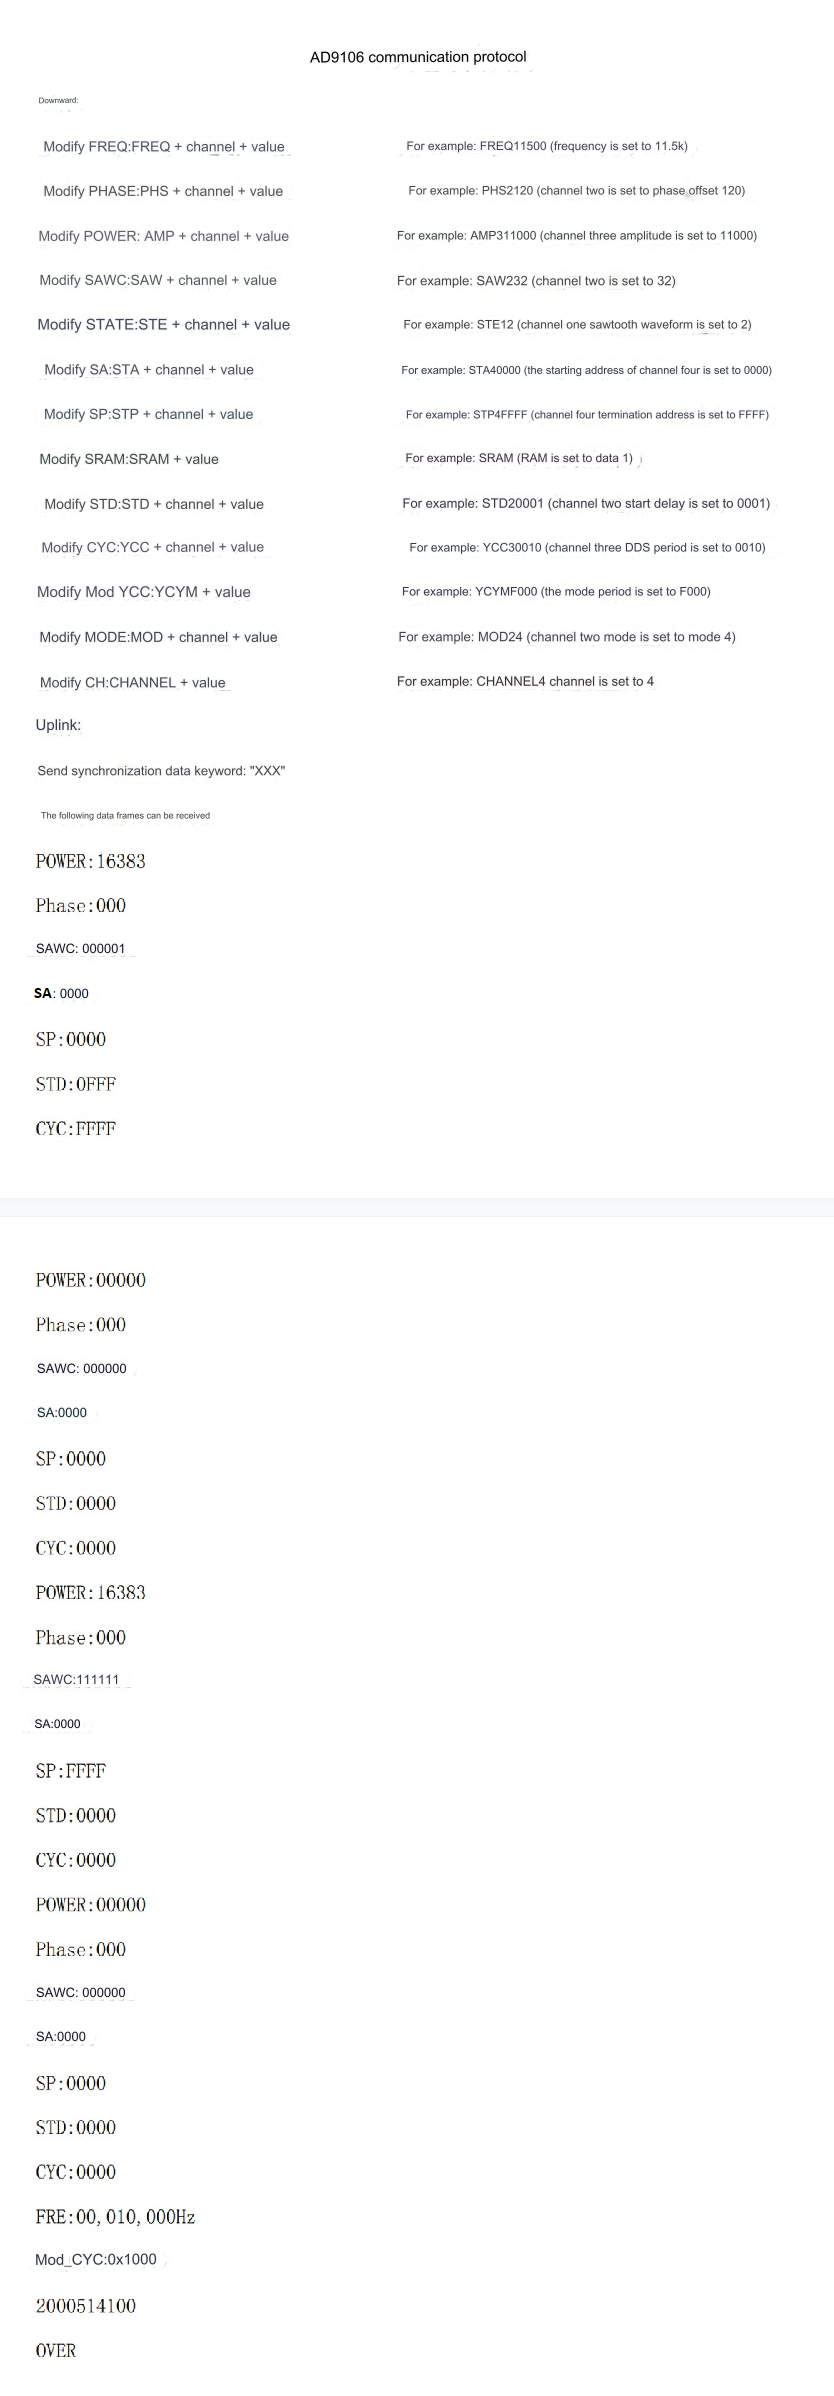 AD9106 communication protocol
Downward:
Modify FREQ:FREQ + channel + value For example: FREQ11500 (frequency is set to 11.5k)
Modify PHASE:PHS + channel + value For example: PHS2120 (channel two is set to phase offset 120)
Modify POWER: AMP + channel + value For example: AMP311000 (channel three amplitude is set to 11000)
Modify SAWC:SAW + channel + value For example: SAW232 (channel two is set to 32)
Modify STATE:STE + channel + value For example: STE12 (channel one sawtooth waveform is set to 2)
Modify SA:STA + channel + value For example: STA40000 (the starting address of channel four is set to 0000)
Modify SP:STP + channel + value For example: STP4FFFF (channel four termination address is set to FFFF)
Modify SRAM:SRAM + value For example: SRAM (RAM is set to data 1)
Modify STD:STD + channel + value For example: STD20001 (channel two start delay is set to 0001)
Modify CYC:YCC + channel + value For example: YCC30010 (channel three DDS period is set to 0010)
Modify Mod YCC:YCYM + value For example: YCYMF000 (the mode period is set to F000)
Modify MODE:MOD + channel + value For example: MOD24 (channel two mode is set to mode 4)
Modify CH:CHANNEL + value For example: CHANNEL4 channel is set to 4
Uplink:
Send synchronization data keyword: "XXX"
The following data frames can be received
POWER:16383
Phase:000
SAWC: 000001
SA: 0000
SP:0000
STD:0FFF
CYC:FFFF
POWER:00000
Phase:000
SAWC: 000000
SA:0000
SP:0000
STD:0000
CYC:0000
POWER:16383
Phase:000
SAWC:111111
SA:0000
SP:FFFF
STD:0000
CYC:0000
POWER:00000
Phase:000
SAWC: 000000
SA:0000
SP:0000
STD:0000
CYC:0000
FRE:00,010,000Hz
Mod_CYC:0x1000
2000514100
OVER